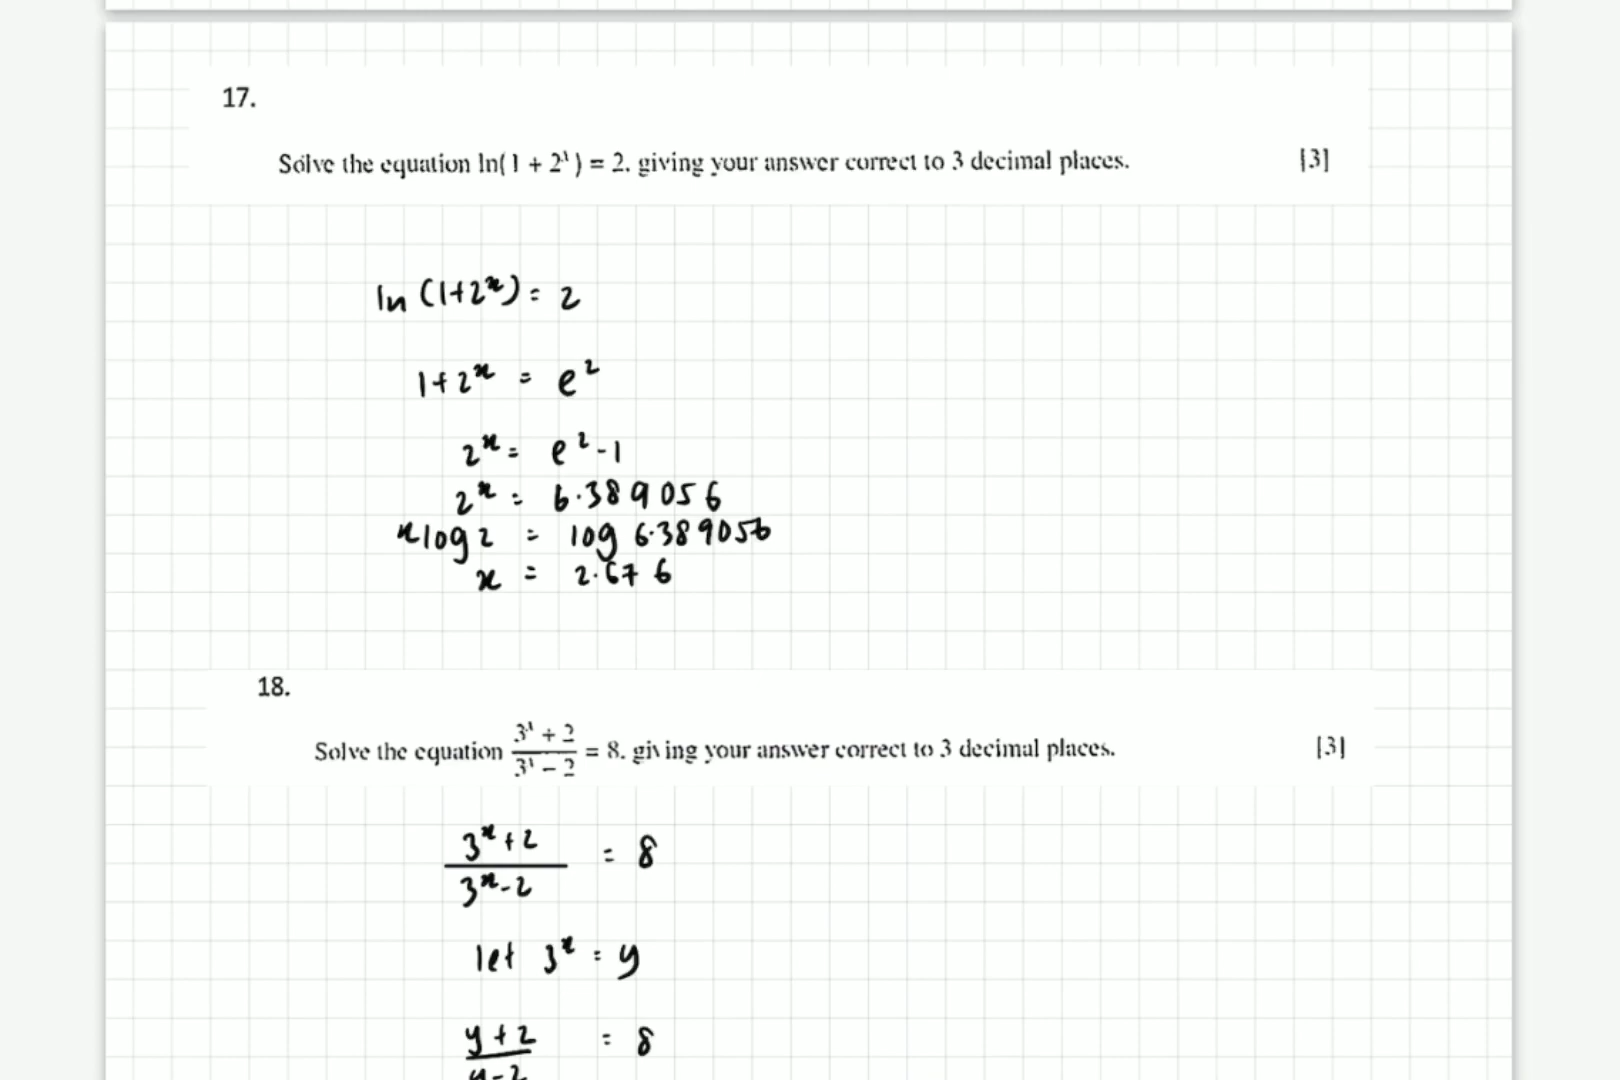 17.
Solve the equation ln(1 + 2ˣ) = 2, giving your answer correct to 3 decimal places. [3]
ln (1+2ˣ) = 2
1+2ˣ = e²
2ˣ = e²-1
2ˣ = 6.389056
x log 2 = log 6.389056
x = 2.676
18.
Solve the equation (3ˣ + 2)/(3ˣ − 2) = 8, giving your answer correct to 3 decimal places. [3]
3ˣ+2
= 8
3ˣ-2
let 3ˣ = y
y+2 = 8
y-2